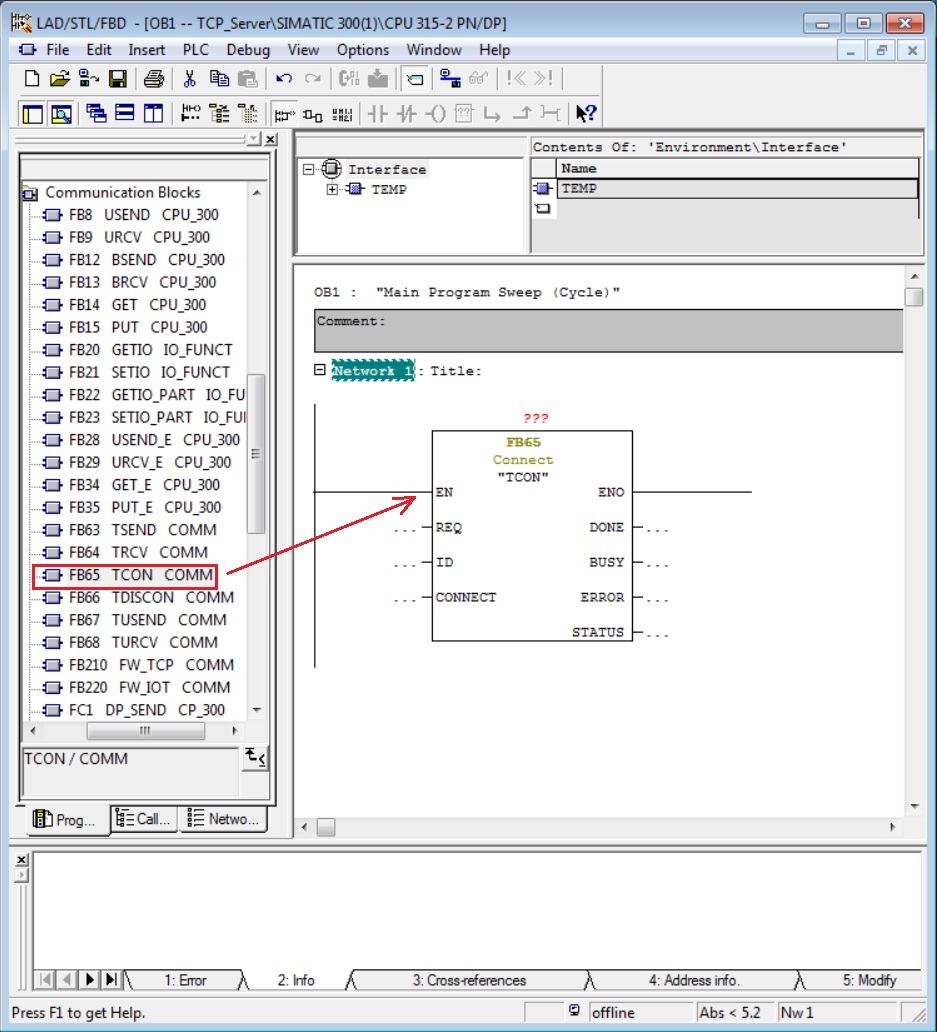 LAD/STL/FBD - [OB1 -- TCP_Server\SIMATIC 300(1)\CPU 315-2 PN/DP]
File Edit Insert PLC Debug View Options Window Help
Communication Blocks
FB8 USEND CPU_300
FB9 URCV CPU_300
FB12 BSEND CPU_300
FB13 BRCV CPU_300
FB14 GET CPU_300
FB15 PUT CPU_300
FB20 GETIO IO_FUNCT
FB21 SETIO IO_FUNCT
FB22 GETIO_PART IO_FU
FB23 SETIO_PART IO_FU
FB28 USEND_E CPU_300
FB29 URCV_E CPU_300
FB34 GET_E CPU_300
FB35 PUT_E CPU_300
FB63 TSEND COMM
FB64 TRCV COMM
FB65 TCON COMM
FB66 TDISCON COMM
FB67 TUSEND COMM
FB68 TURCV COMM
FB210 FW_TCP COMM
FB220 FW_IOT COMM
FC1 DP_SEND CP_300
TCON / COMM
Prog... Call... Netwo...
Interface
TEMP
Contents Of: 'Environment\Interface'
Name
TEMP
OB1 : "Main Program Sweep (Cycle)"
Comment:
Network 1: Title:
???
FB65
Connect
"TCON"
EN ENO
... REQ DONE ...
... ID BUSY ...
... CONNECT ERROR ...
STATUS ...
1: Error 2: Info 3: Cross-references 4: Address info. 5: Modify
Press F1 to get Help. offline Abs < 5.2 Nw 1